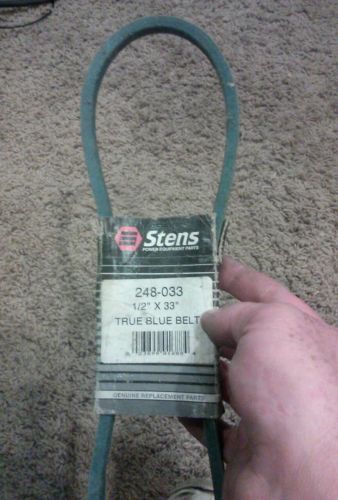 Stens
POWER EQUIPMENT PARTS
248-033
1/2" X 33"
TRUE BLUE BELT
GENUINE REPLACEMENT PARTS